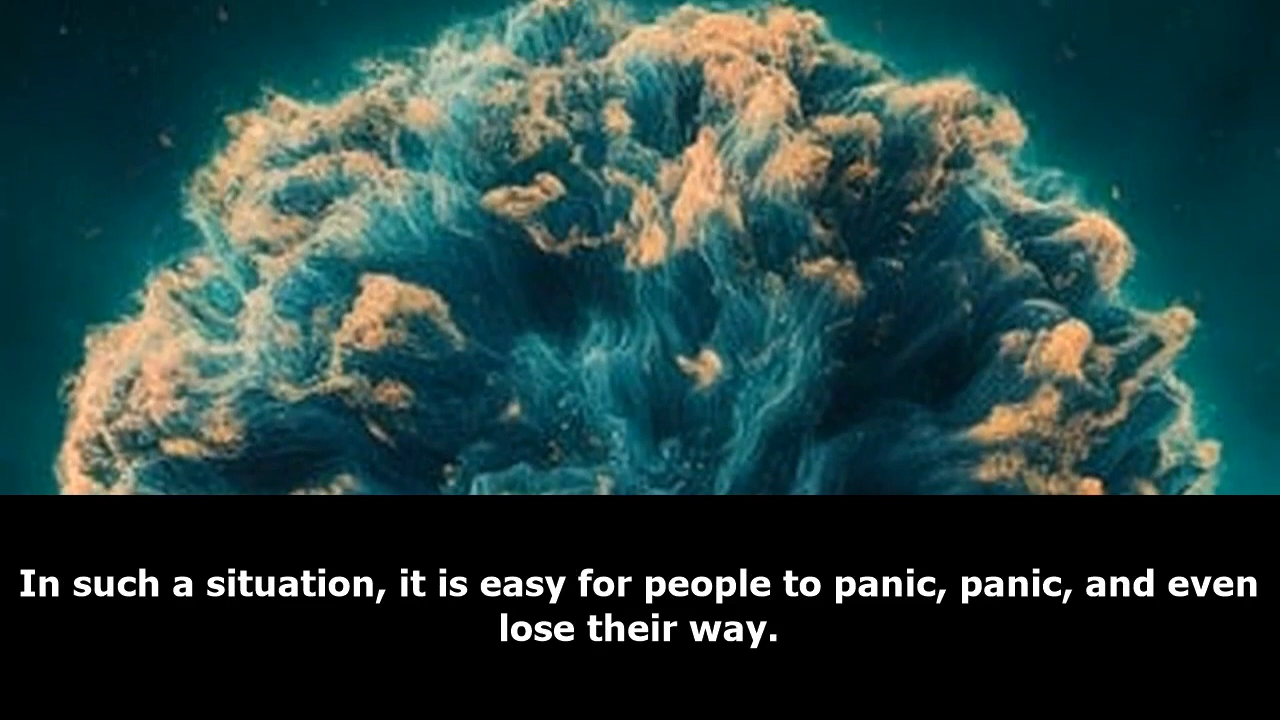 In such a situation, it is easy for people to panic, panic, and even
lose their way.